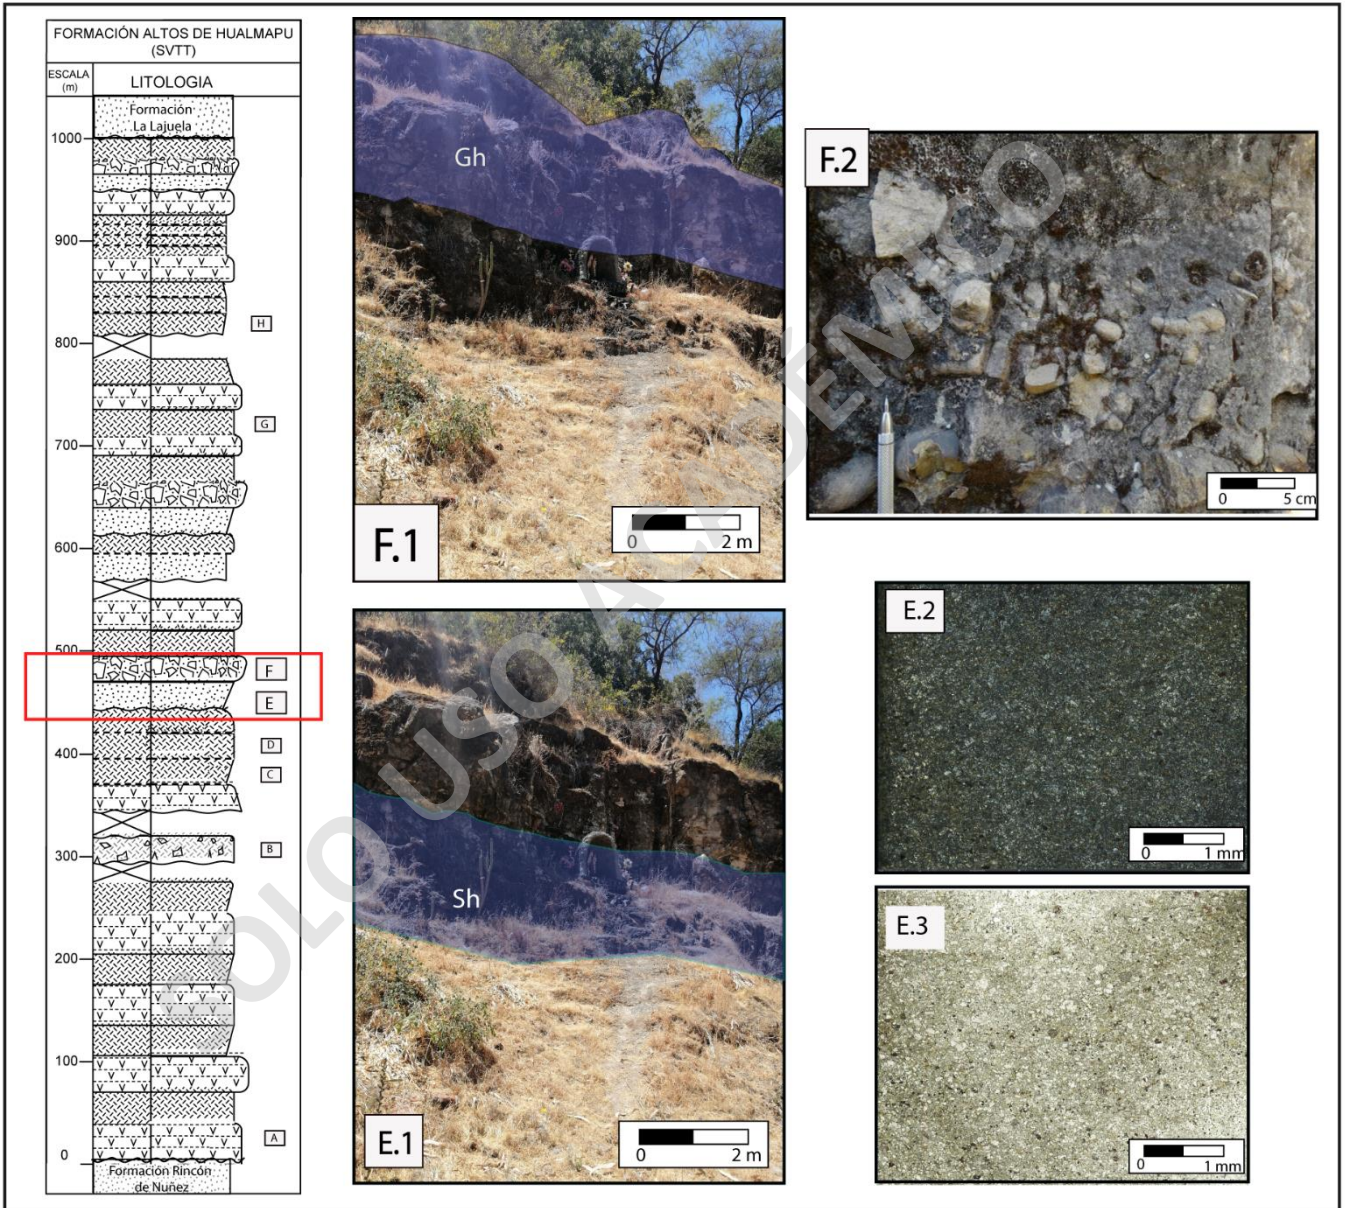 FORMACIÓN ALTOS DE HUALMAPU
(SVTT)
ESCALA
(m)
LITOLOGIA
Formación
La Lajuela
1000
900
H
800
G
700
600
500
F
E
D
400
C
B
300
200
100
A
0
Formación Rincón
de Nuñez
Gh
F.1
0 2 m
F.2
0 5 cm
Sh
E.1
0 2 m
E.2
0 1 mm
E.3
0 1 mm
SOLO USO ACADÉMICO